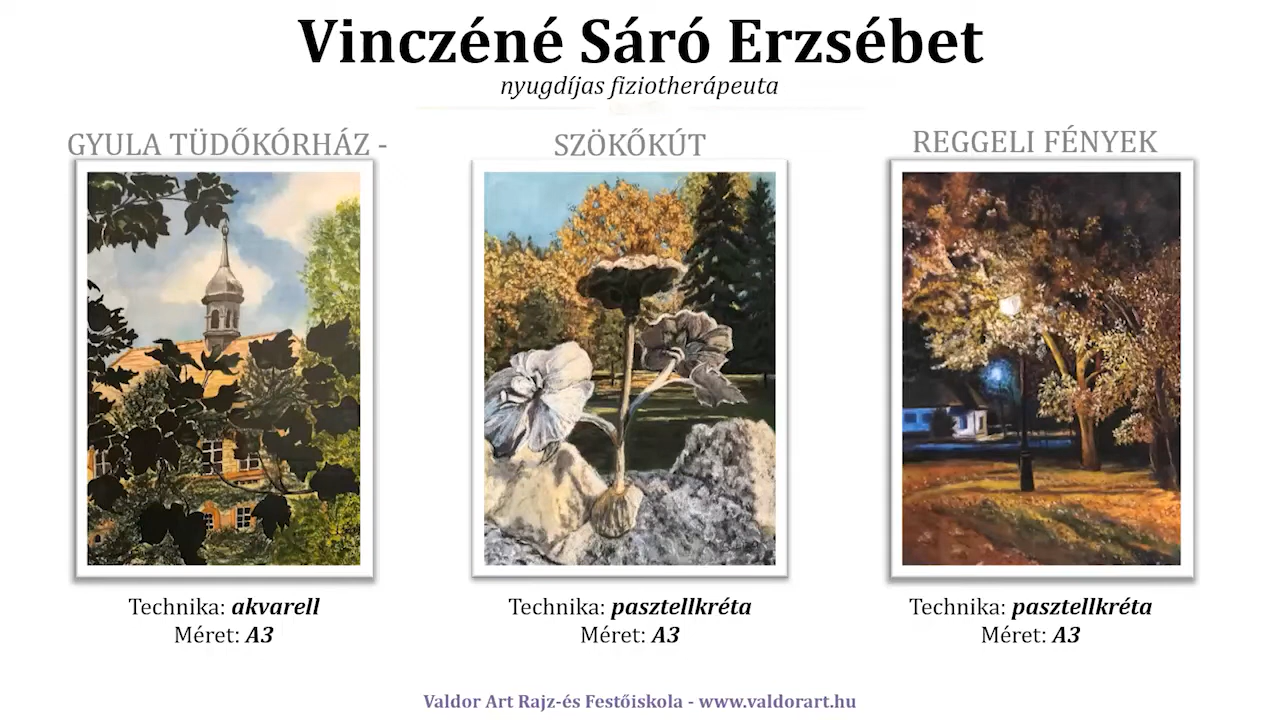 Vinczéné Sáró Erzsébet
nyugdíjas fizioterápeuta
GYULA TÜDŐKÓRHÁZ -
SZÖKŐKÚT
REGGELI FÉNYEK
Technika: akvarell
Méret: A3
Technika: pasztellkréta
Méret: A3
Technika: pasztellkréta
Méret: A3
Valdor Art Rajz-és Festőiskola - www.valdorart.hu